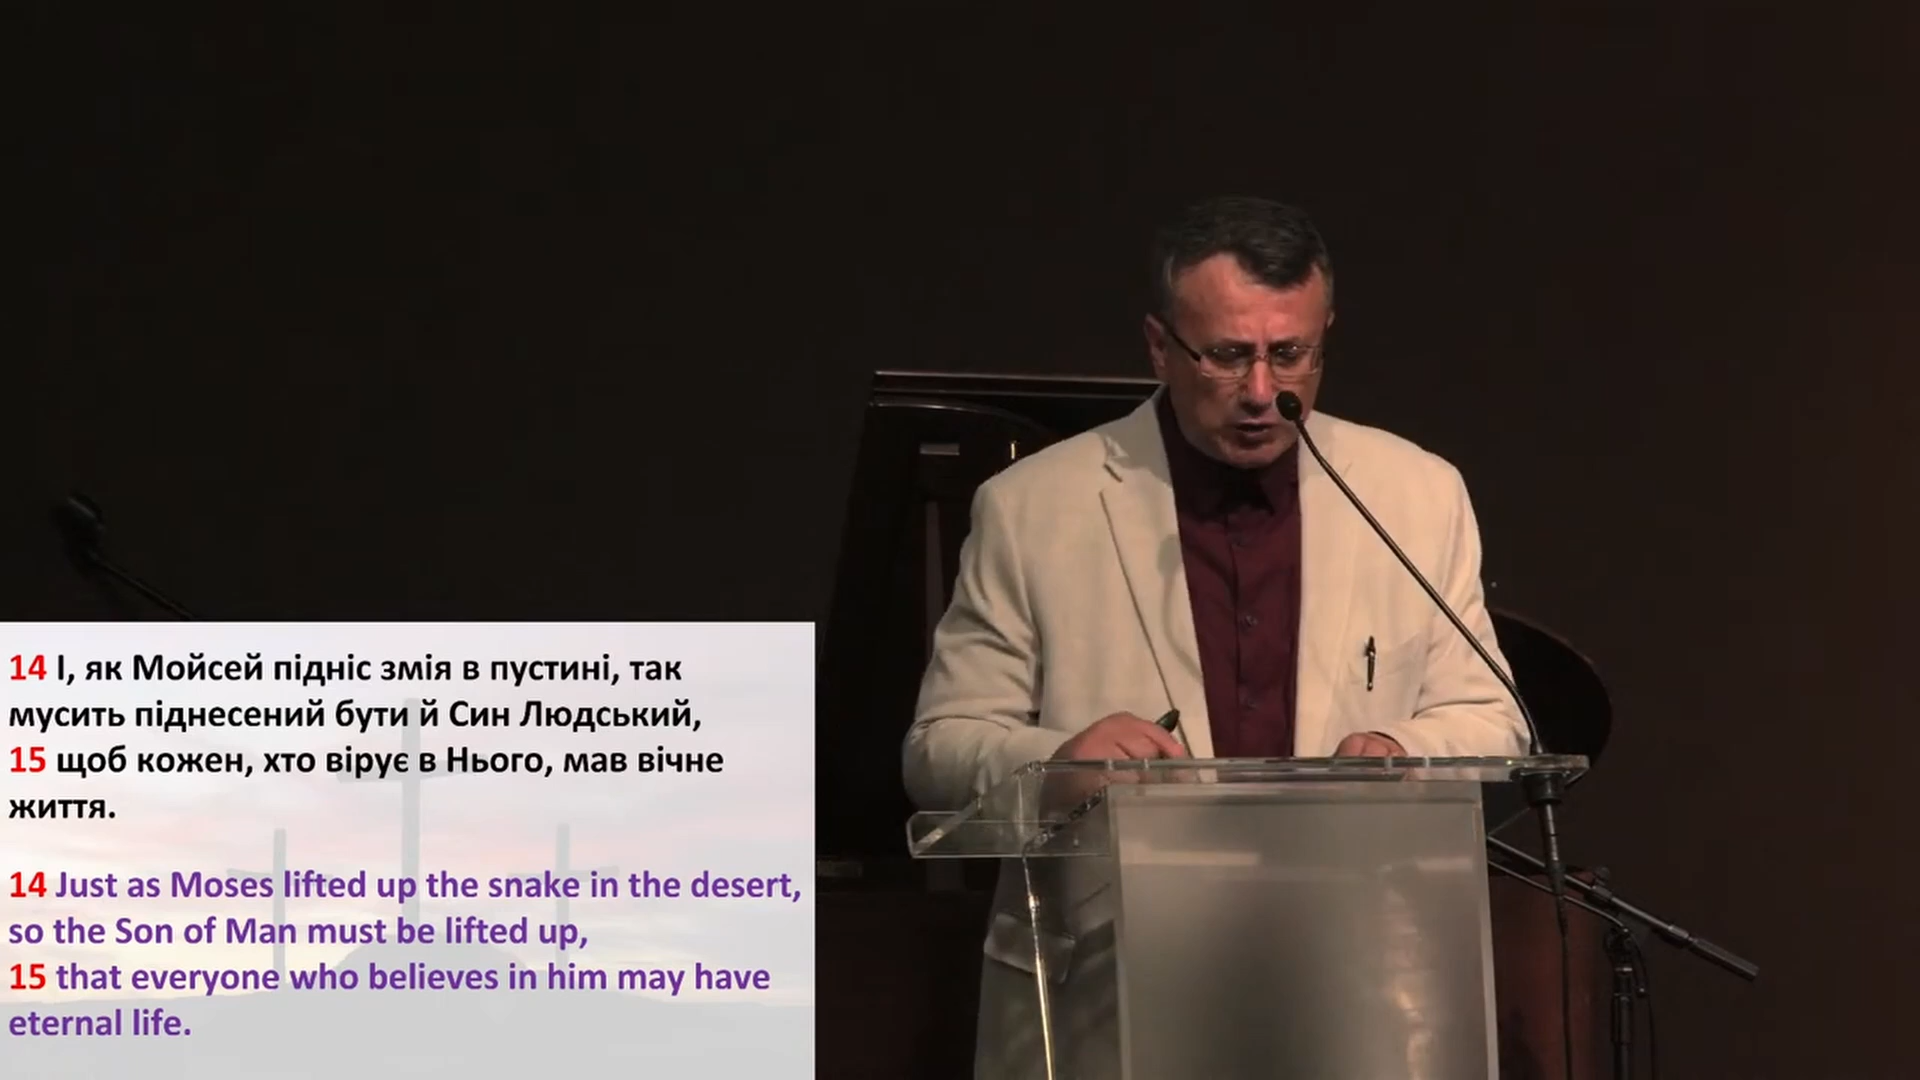 14 І, як Мойсей підніс змія в пустині, так
мусить піднесений бути й Син Людський,
15 щоб кожен, хто вірує в Нього, мав вічне
життя.
14 Just as Moses lifted up the snake in the desert,
so the Son of Man must be lifted up,
15 that everyone who believes in him may have
eternal life.